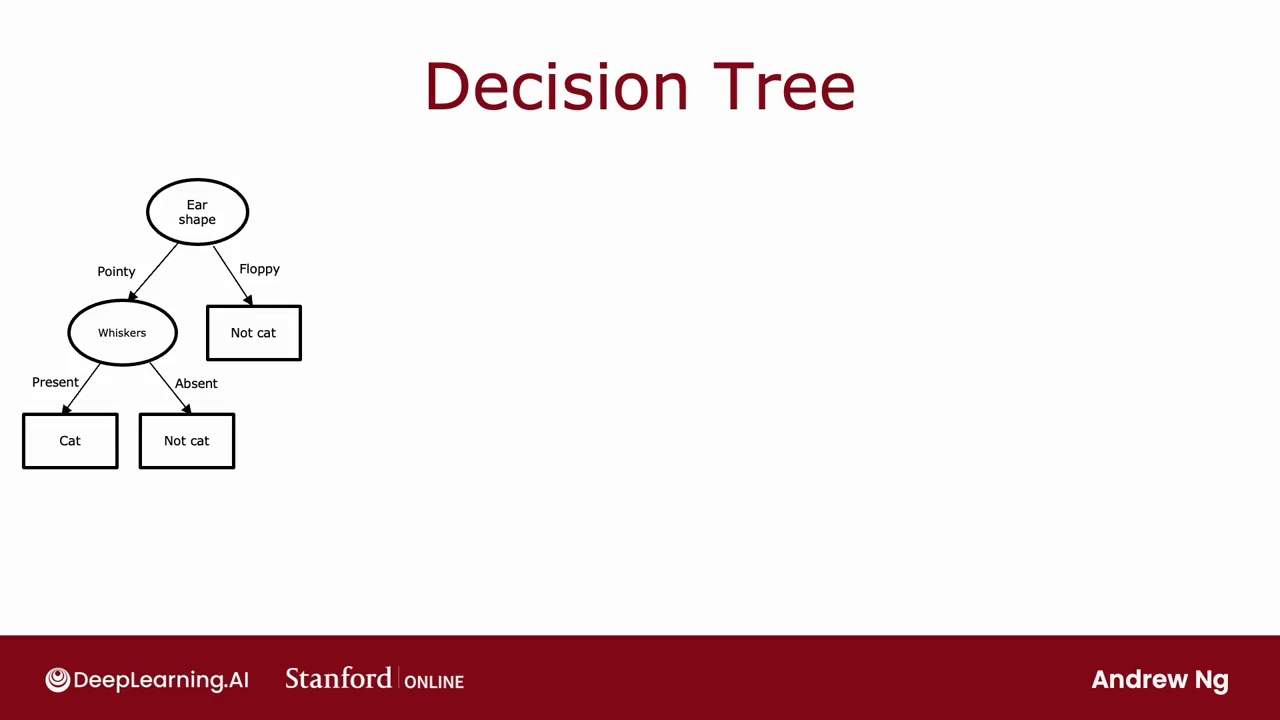 Decision Tree
Ear
shape
Pointy
Floppy
Whiskers
Not cat
Present
Absent
Cat
Not cat
DeepLearning.AI
Stanford | ONLINE
Andrew Ng